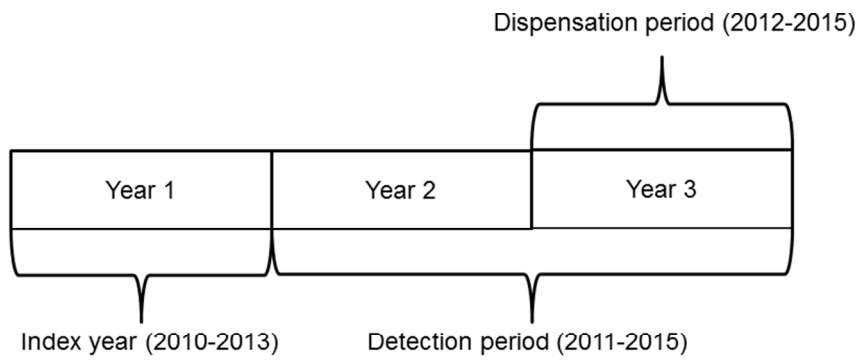 Dispensation period (2012-2015)
Year 1
Year 2
Year 3
Index year (2010-2013)
Detection period (2011-2015)